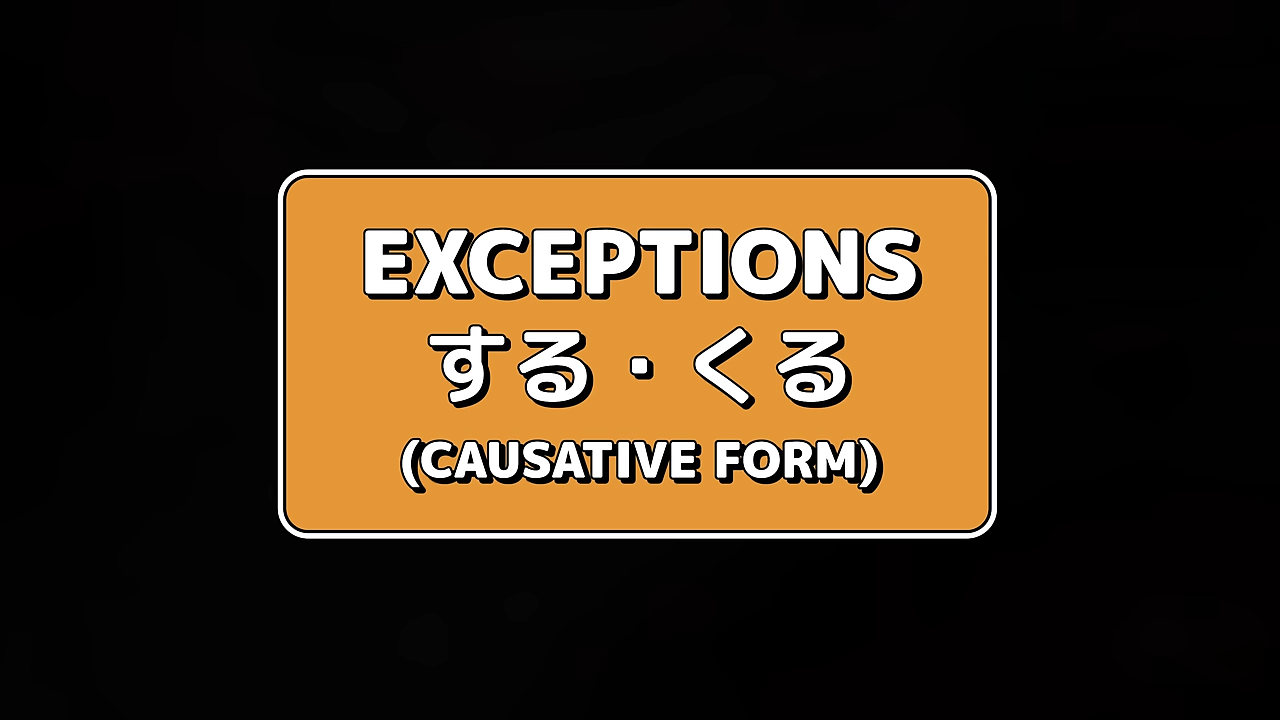 EXCEPTIONS
する・くる
(CAUSATIVE FORM)